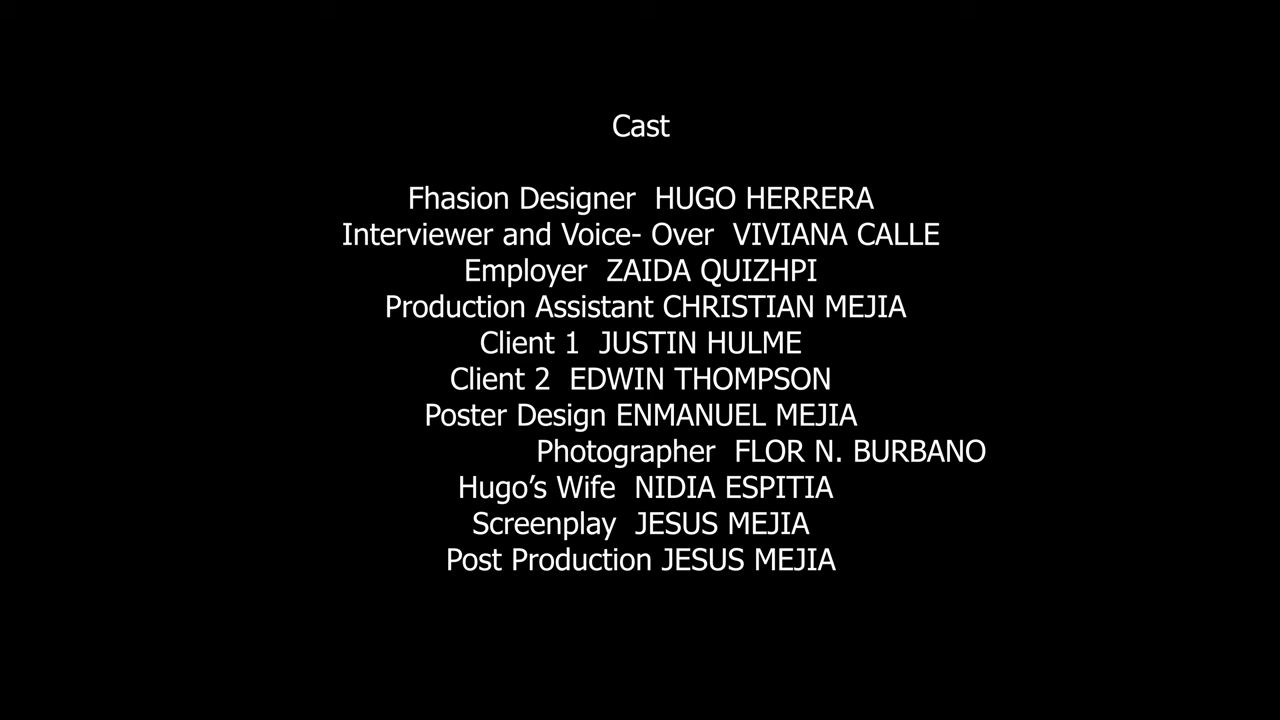 Cast
Fhasion Designer  HUGO HERRERA
Interviewer and Voice- Over  VIVIANA CALLE
Employer  ZAIDA QUIZHPI
Production Assistant CHRISTIAN MEJIA
Client 1  JUSTIN HULME
Client 2  EDWIN THOMPSON
Poster Design ENMANUEL MEJIA
Photographer  FLOR N. BURBANO
Hugo’s Wife  NIDIA ESPITIA
Screenplay  JESUS MEJIA
Post Production JESUS MEJIA